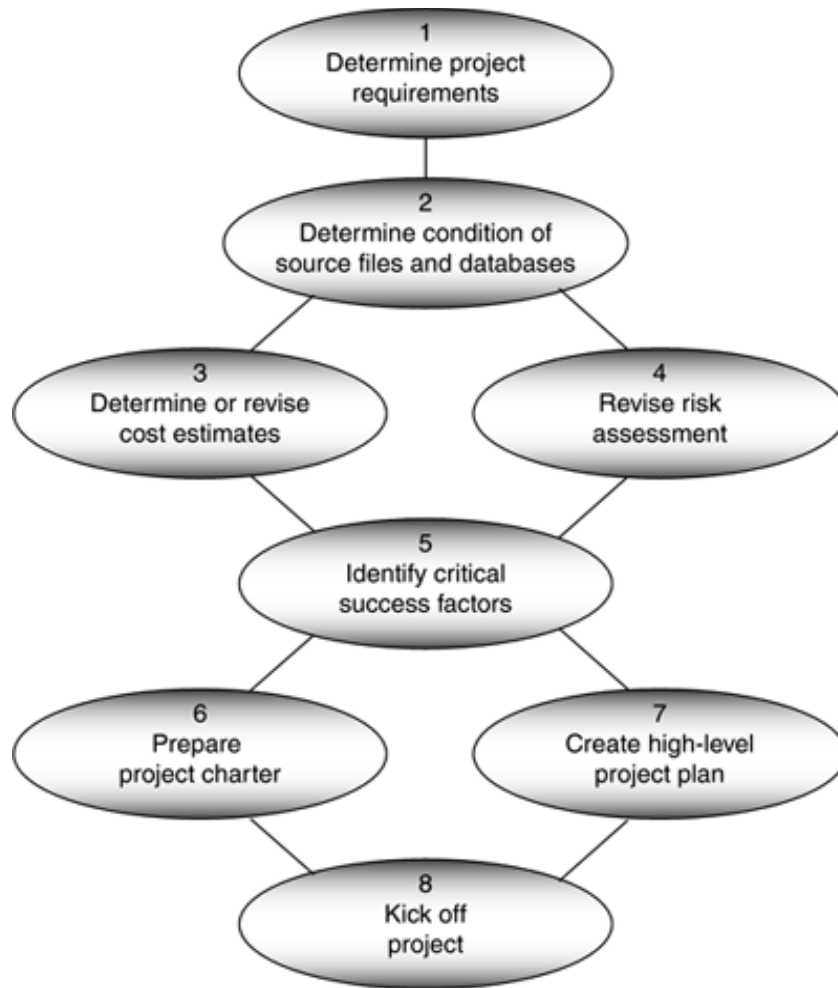 1
Determine project
requirements
2
Determine condition of
source files and databases
3
Determine or revise
cost estimates
4
Revise risk
assessment
5
Identify critical
success factors
6
Prepare
project charter
7
Create high-level
project plan
8
Kick off
project